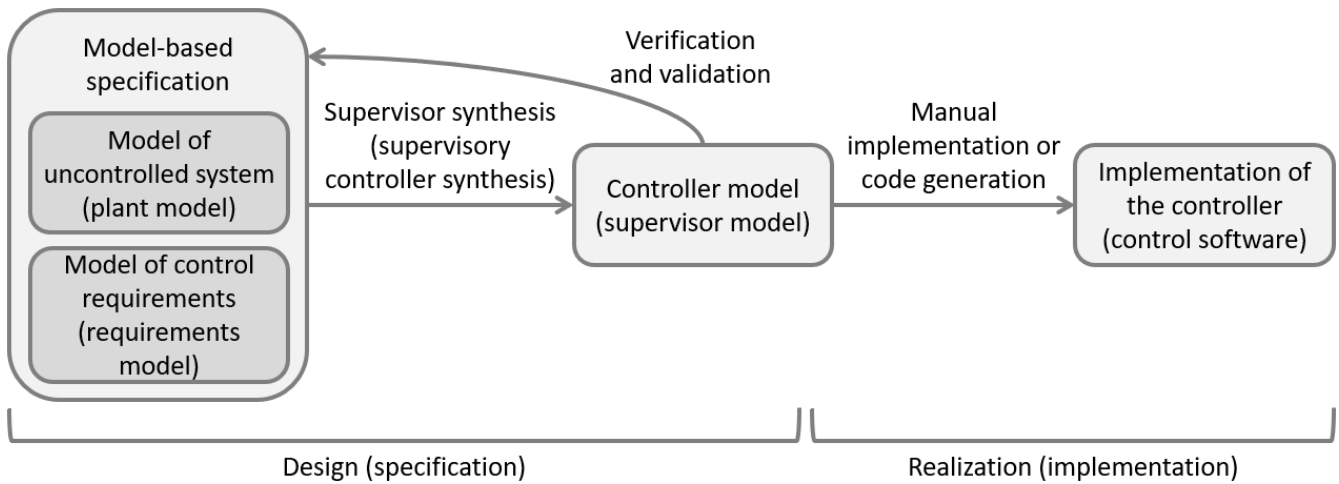 Model-based
specification
Model of
uncontrolled system
(plant model)
Model of control
requirements
(requirements
model)
Supervisor synthesis
(supervisory
controller synthesis)
Verification
and validation
Controller model
(supervisor model)
Manual
implementation or
code generation
Implementation of
the controller
(control software)
Design (specification)
Realization (implementation)